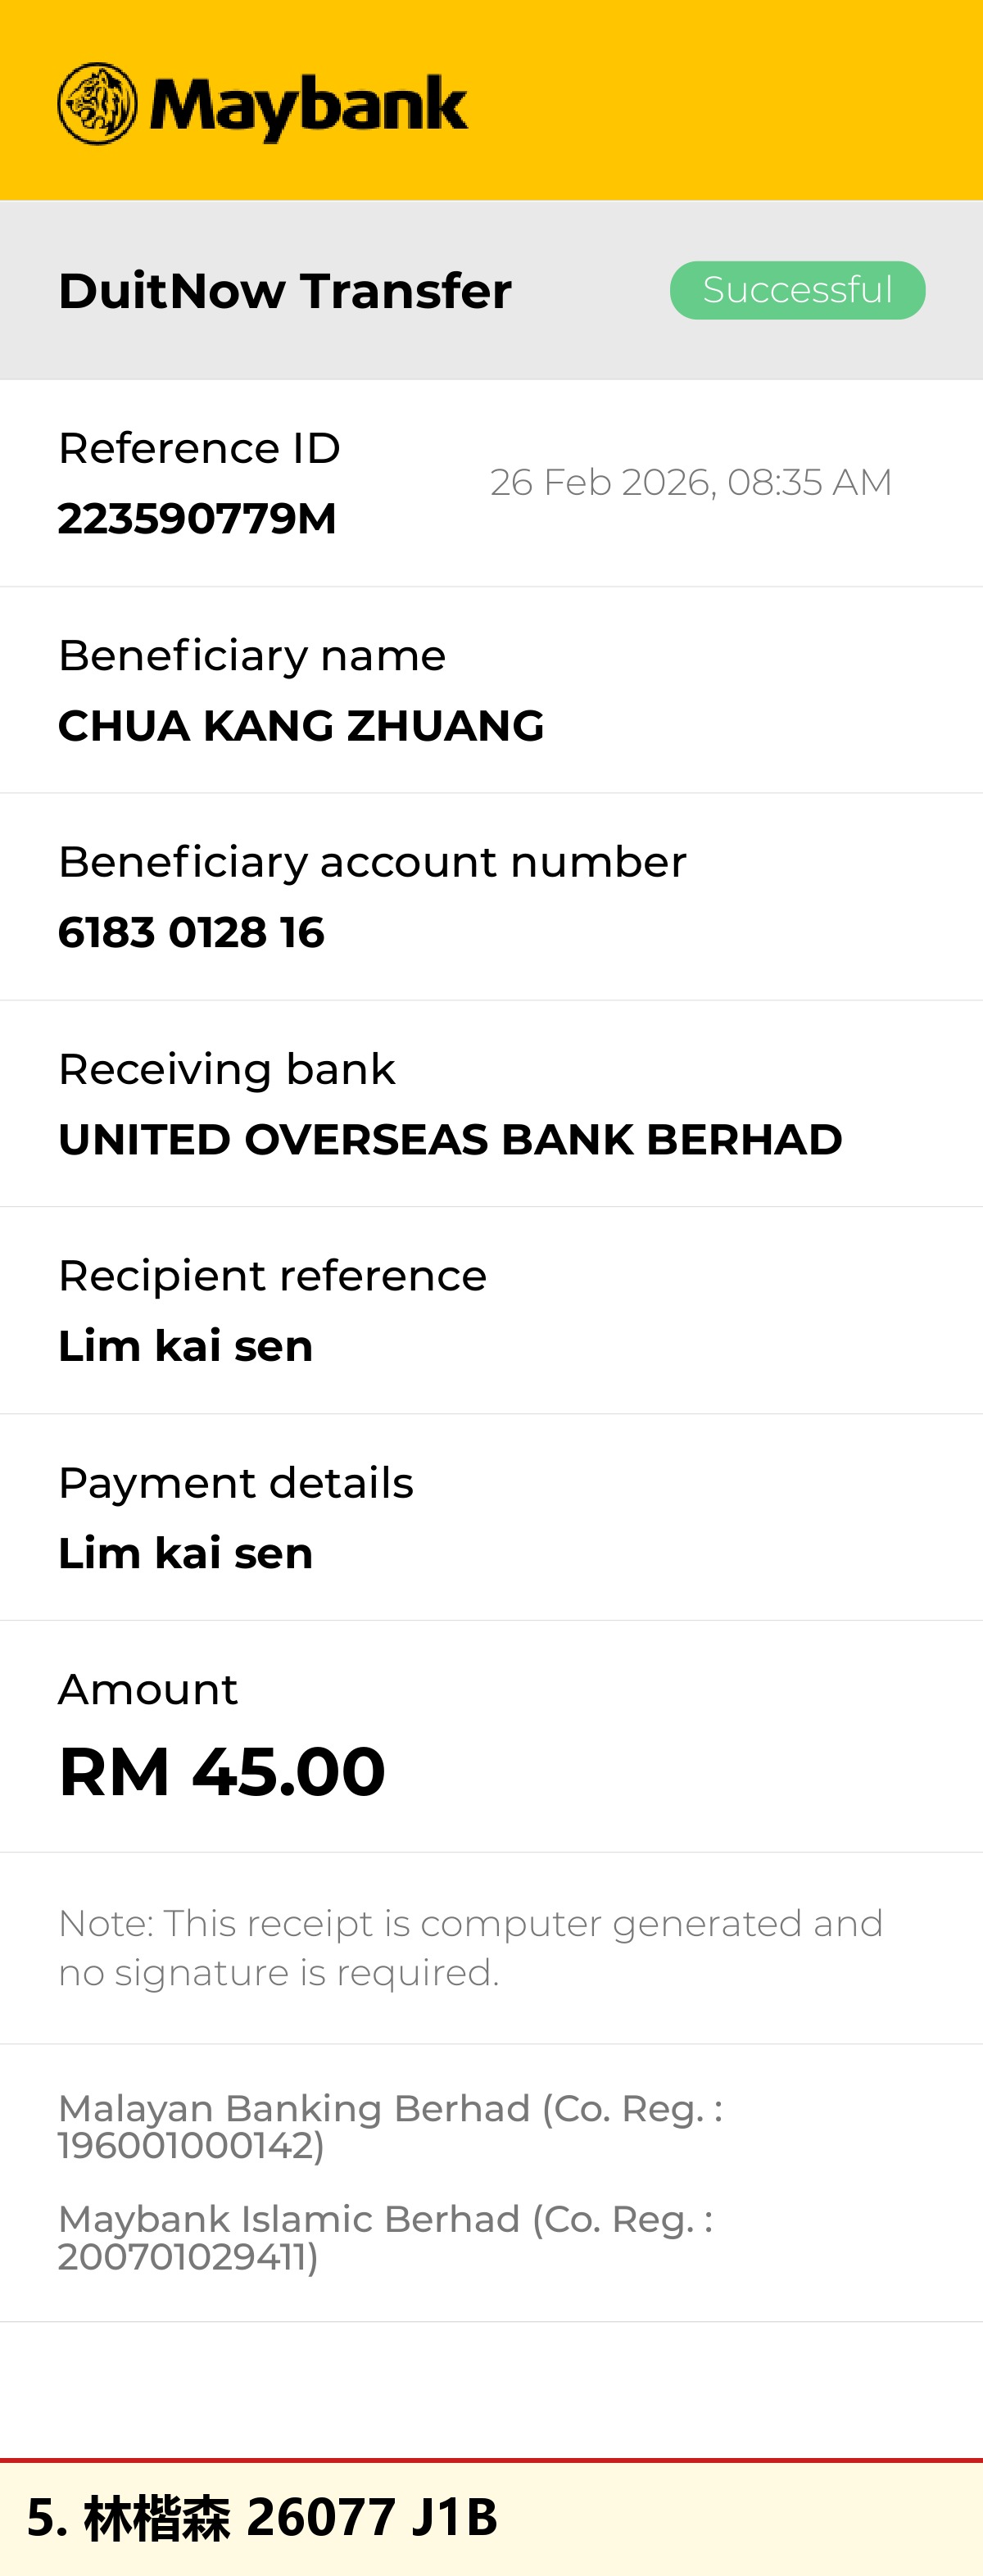 Maybank
DuitNow Transfer
Successful
Reference ID
26 Feb 2026, 08:35 AM
223590779M
Beneficiary name
CHUA KANG ZHUANG
Beneficiary account number
6183 0128 16
Receiving bank
UNITED OVERSEAS BANK BERHAD
Recipient reference
Lim kai sen
Payment details
Lim kai sen
Amount
RM 45.00
Note: This receipt is computer generated and
no signature is required.
Malayan Banking Berhad (Co. Reg. :
196001000142)
Maybank Islamic Berhad (Co. Reg. :
200701029411)
5. 林楷森 26077 J1B